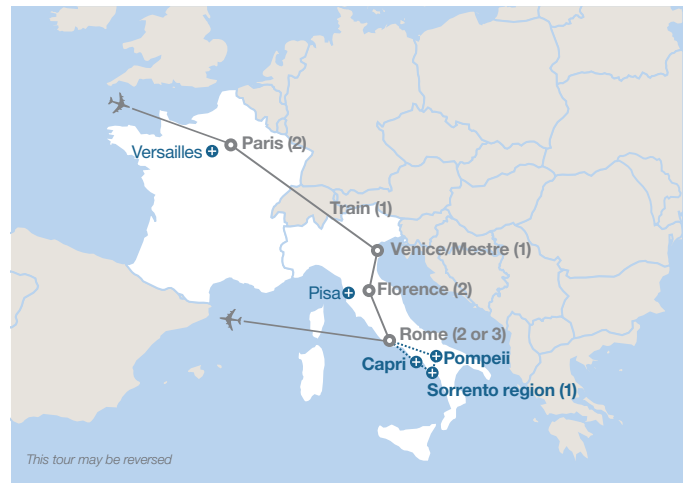 Paris (2)
Versailles
Train (1)
Venice/Mestre (1)
Florence (2)
Pisa
Rome (2 or 3)
Pompeii
Capri
Sorrento region (1)
This tour may be reversed